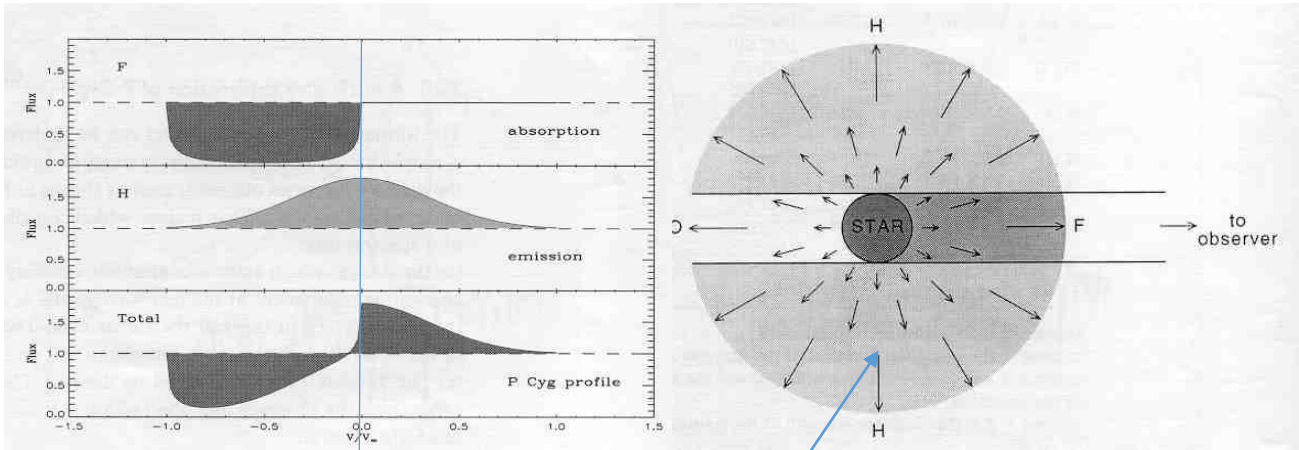 F
1.5
1.0
Flux
0.5
0.0
absorption
H
1.5
1.0
Flux
0.5
0.0
emission
Total
1.5
1.0
Flux
0.5
0.0
P Cyg profile
-1.5
-1.0
-0.5
0.0
0.5
1.0
1.5
V/V∞
H
STAR
F
O
to
observer
H